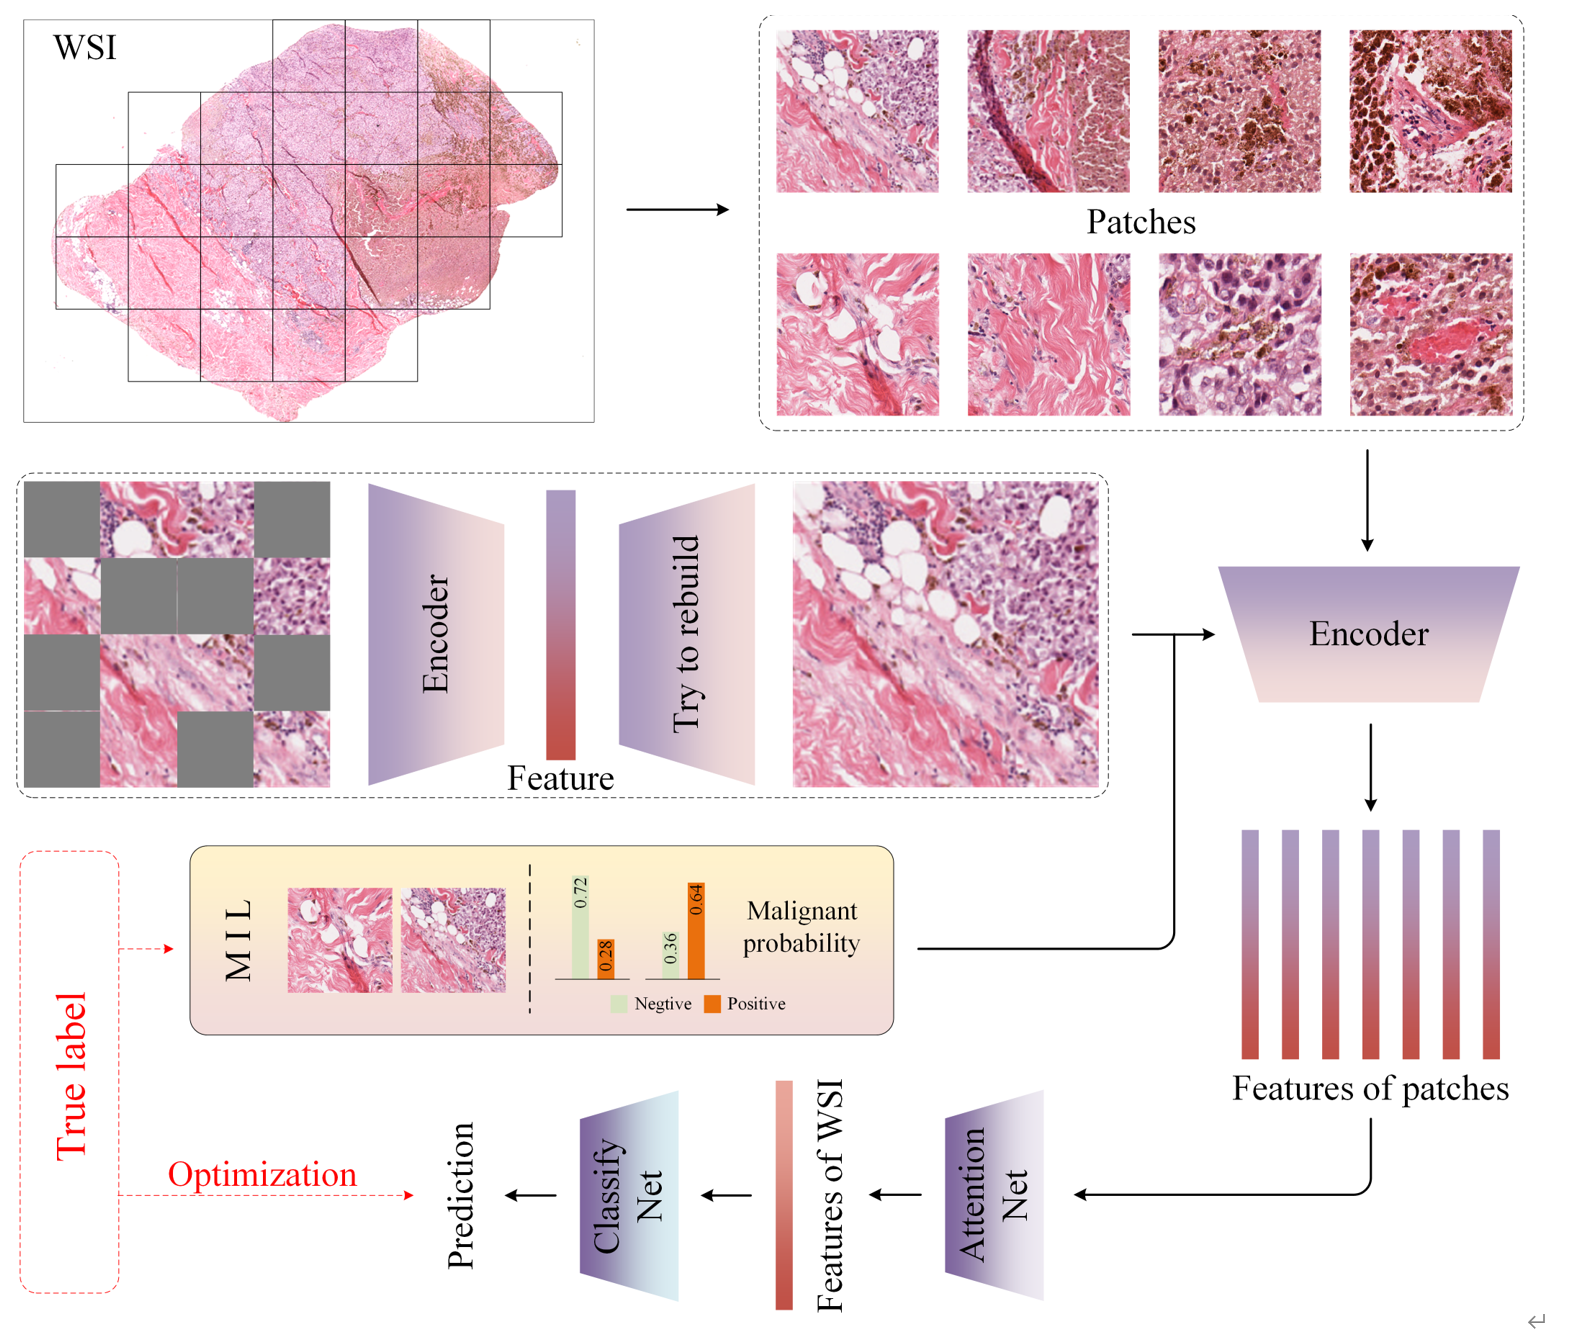 WSI
Patches
Encoder
Try to rebuild
Feature
Encoder
MIL
0.72
0.28
0.36
0.64
Malignant
probability
Negtive
Positive
Features of patches
True label
Optimization
Prediction
Classify
Net
Features of WSI
Attention
Net